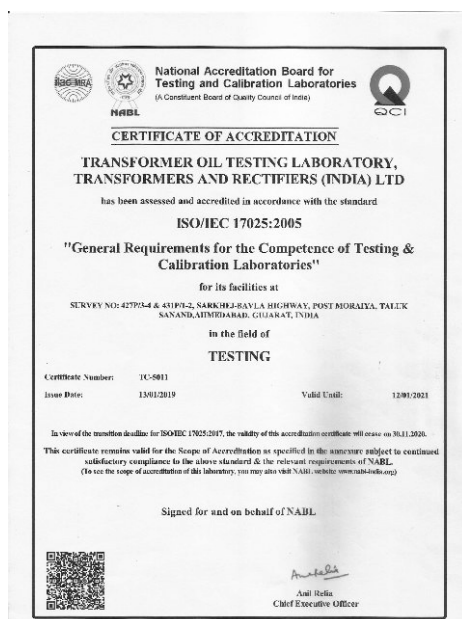 ilac-MRA
NABL
National Accreditation Board for
Testing and Calibration Laboratories
(A Constituent Board of Quality Council of India)
QCI
CERTIFICATE OF ACCREDITATION
TRANSFORMER OIL TESTING LABORATORY,
TRANSFORMERS AND RECTIFIERS (INDIA) LTD
has been assessed and accredited in accordance with the standard
ISO/IEC 17025:2005
"General Requirements for the Competence of Testing &
Calibration Laboratories"
for its facilities at
SURVEY NO: 427P/3-4 & 431P/1-2, SARKHEJ-BAVLA HIGHWAY, POST MORAIYA, TALUK
SANAND,AHMEDABAD, GUJARAT, INDIA
in the field of
TESTING
Certificate Number: TC-5011
Issue Date: 13/01/2019 Valid Until: 12/01/2021
In view of the transition deadline for ISO/IEC 17025:2017, the validity of this accreditation certificate will cease on 30.11.2020.
This certificate remains valid for the Scope of Accreditation as specified in the annexure subject to continued
satisfactory compliance to the above standard & the relevant requirements of NABL.
(To see the scope of accreditation of this laboratory, you may also visit NABL website www.nabl-india.org)
Signed for and on behalf of NABL
Anil Relia
Chief Executive Officer